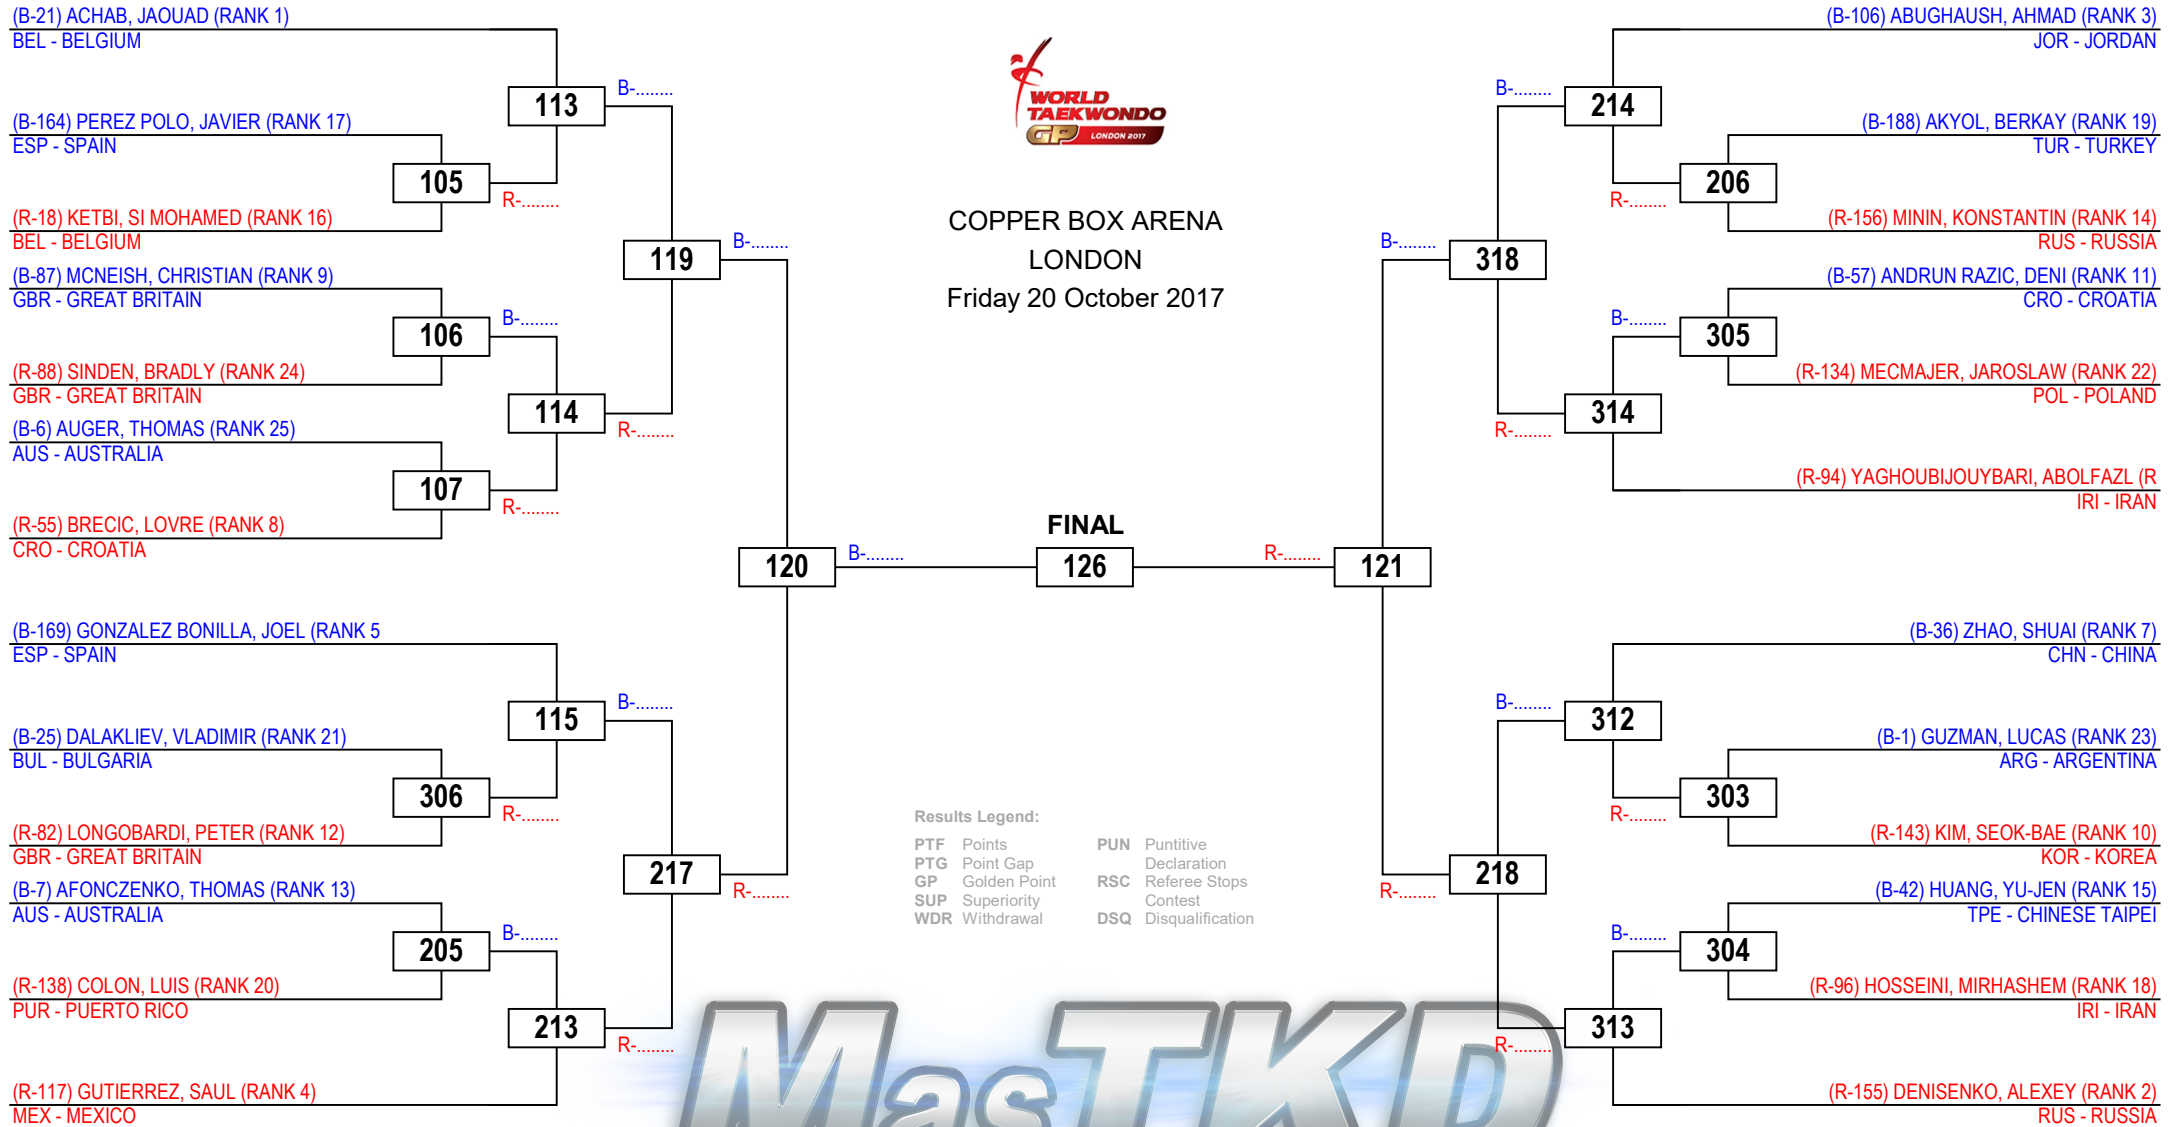 (B-21) ACHAB, JAOUAD (RANK 1)
BEL - BELGIUM
(B-164) PEREZ POLO, JAVIER (RANK 17)
ESP - SPAIN
(R-18) KETBI, SI MOHAMED (RANK 16)
BEL - BELGIUM
(B-87) MCNEISH, CHRISTIAN (RANK 9)
GBR - GREAT BRITAIN
(R-88) SINDEN, BRADLY (RANK 24)
GBR - GREAT BRITAIN
(B-6) AUGER, THOMAS (RANK 25)
AUS - AUSTRALIA
(R-55) BRECIC, LOVRE (RANK 8)
CRO - CROATIA
(B-169) GONZALEZ BONILLA, JOEL (RANK 5
ESP - SPAIN
(B-25) DALAKLIEV, VLADIMIR (RANK 21)
BUL - BULGARIA
(R-82) LONGOBARDI, PETER (RANK 12)
GBR - GREAT BRITAIN
(B-7) AFONCZENKO, THOMAS (RANK 13)
AUS - AUSTRALIA
(R-138) COLON, LUIS (RANK 20)
PUR - PUERTO RICO
(R-117) GUTIERREZ, SAUL (RANK 4)
MEX - MEXICO
105
106
107
306
205
R-........
B-........
R-........
R-........
B-........
113
114
115
213
B-........
R-........
B-........
R-........
119
217
B-........
R-........
120
B-........
WORLD
TAEKWONDO
GP LONDON 2017
COPPER BOX ARENA
LONDON
Friday 20 October 2017
FINAL
126
Results Legend:
PTF Points
PTG Point Gap
GP Golden Point
SUP Superiority
WDR Withdrawal
PUN Puntitive
Declaration
RSC Referee Stops
Contest
DSQ Disqualification
MasTKD
R-........
121
B-........
R-........
318
218
B-........
R-........
B-........
R-........
214
314
312
313
R-........
B-........
R-........
B-........
206
305
303
304
(B-106) ABUGHAUSH, AHMAD (RANK 3)
JOR - JORDAN
(B-188) AKYOL, BERKAY (RANK 19)
TUR - TURKEY
(R-156) MININ, KONSTANTIN (RANK 14)
RUS - RUSSIA
(B-57) ANDRUN RAZIC, DENI (RANK 11)
CRO - CROATIA
(R-134) MECMAJER, JAROSLAW (RANK 22)
POL - POLAND
(R-94) YAGHOUBIJOUYBARI, ABOLFAZL (R
IRI - IRAN
(B-36) ZHAO, SHUAI (RANK 7)
CHN - CHINA
(B-1) GUZMAN, LUCAS (RANK 23)
ARG - ARGENTINA
(R-143) KIM, SEOK-BAE (RANK 10)
KOR - KOREA
(B-42) HUANG, YU-JEN (RANK 15)
TPE - CHINESE TAIPEI
(R-96) HOSSEINI, MIRHASHEM (RANK 18)
IRI - IRAN
(R-155) DENISENKO, ALEXEY (RANK 2)
RUS - RUSSIA